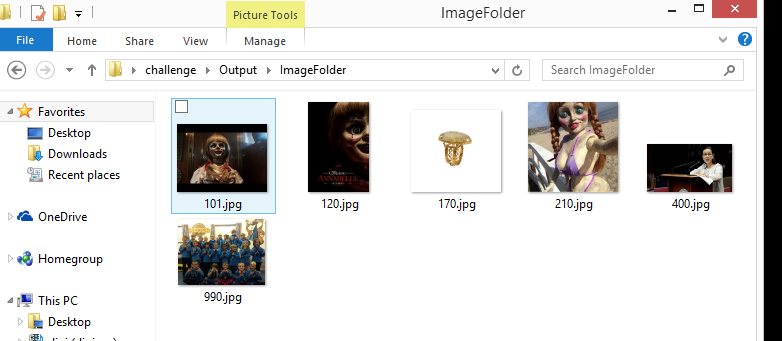 Picture Tools
ImageFolder
File
Home
Share
View
Manage
challenge
Output
ImageFolder
Search ImageFolder
Favorites
Desktop
Downloads
Recent places
OneDrive
Homegroup
This PC
Desktop
101.jpg
120.jpg
170.jpg
210.jpg
400.jpg
990.jpg
ANNABELLE